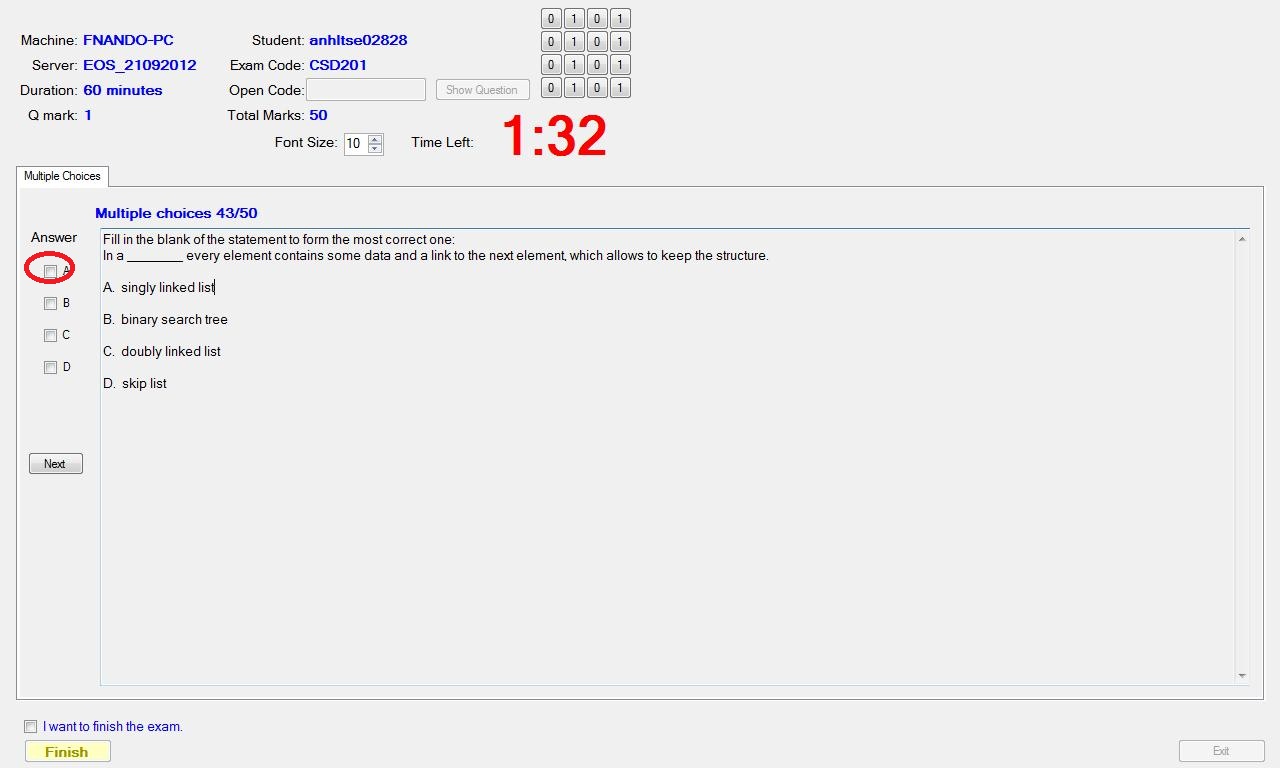 Machine: FNANDO-PC Student: anhltse02828
Server: EOS_21092012 Exam Code: CSD201
Duration: 60 minutes Open Code: Show Question
Q mark: 1 Total Marks: 50
0 1 0 1
0 1 0 1
0 1 0 1
0 1 0 1
Font Size: 10 Time Left: 1:32
Multiple Choices
Multiple choices 43/50
Answer
A
B
C
D
Next
Fill in the blank of the statement to form the most correct one:
In a ________ every element contains some data and a link to the next element, which allows to keep the structure.
A. singly linked list
B. binary search tree
C. doubly linked list
D. skip list
I want to finish the exam.
Finish
Exit